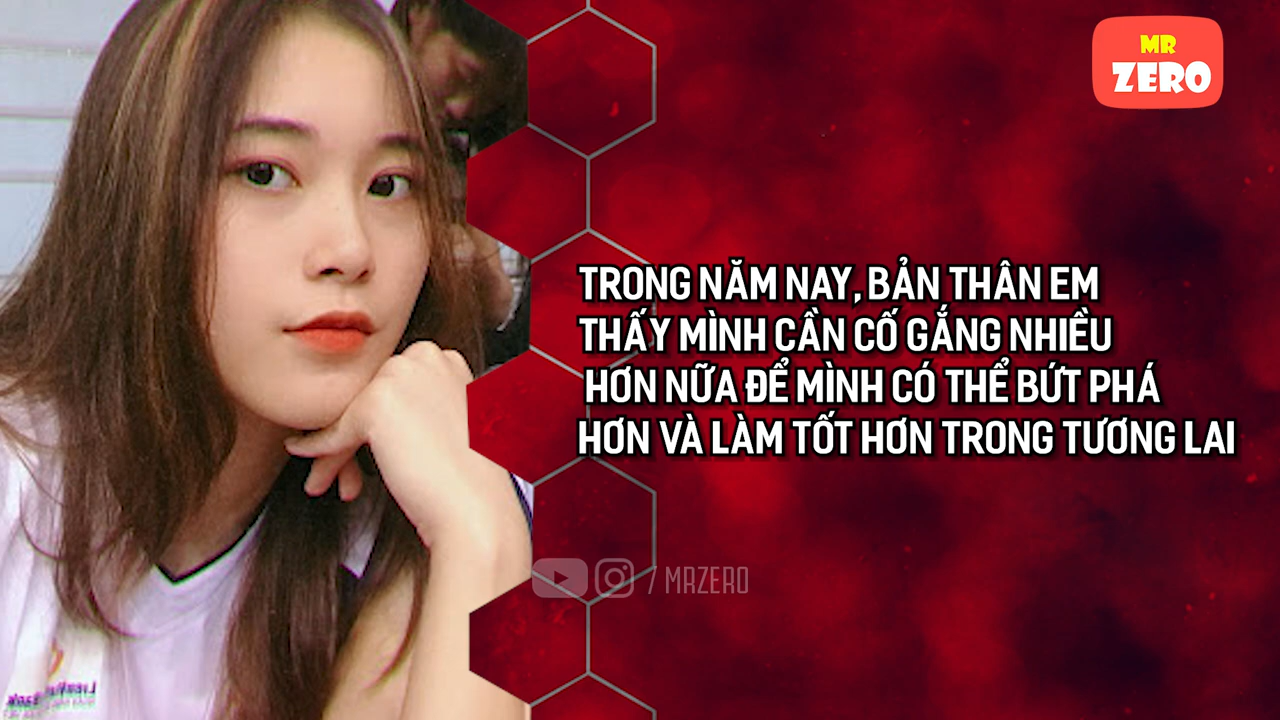 MR
ZERO
TRONG NĂM NAY, BẢN THÂN EM
THẤY MÌNH CẦN CỐ GẮNG NHIỀU
HƠN NỮA ĐỂ MÌNH CÓ THỂ BỨT PHÁ
HƠN VÀ LÀM TỐT HƠN TRONG TƯƠNG LAI
/ MRZERO